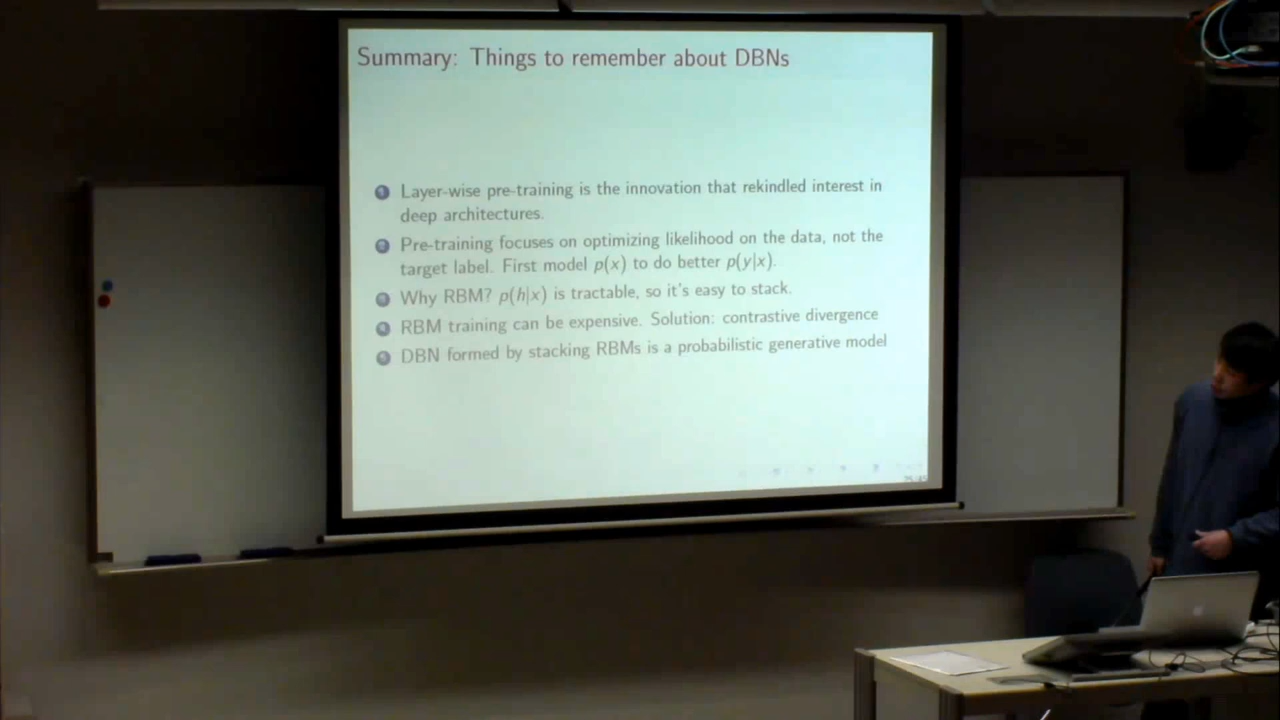 Summary: Things to remember about DBNs
1 Layer-wise pre-training is the innovation that rekindled interest in
deep architectures.
2 Pre-training focuses on optimizing likelihood on the data, not the
target label. First model p(x) to do better p(y|x).
3 Why RBM? p(h|x) is tractable, so it's easy to stack.
4 RBM training can be expensive. Solution: contrastive divergence
5 DBN formed by stacking RBMs is a probabilistic generative model